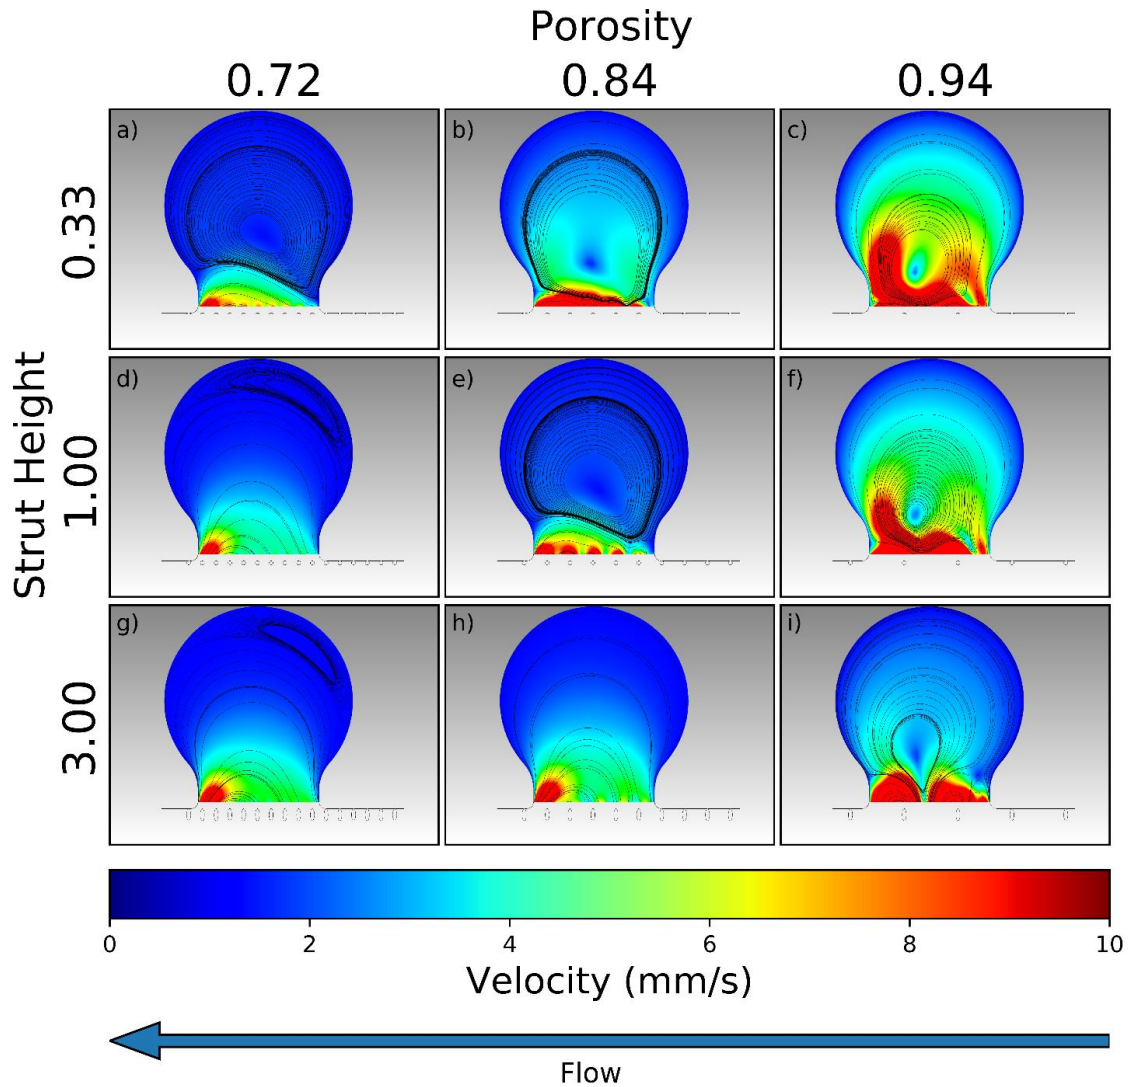 Porosity
0.72 0.84 0.94
Strut Height
0.33
a) b) c)
1.00
d) e) f)
3.00
g) h) i)
0 2 4 6 8 10
Velocity (mm/s)
Flow